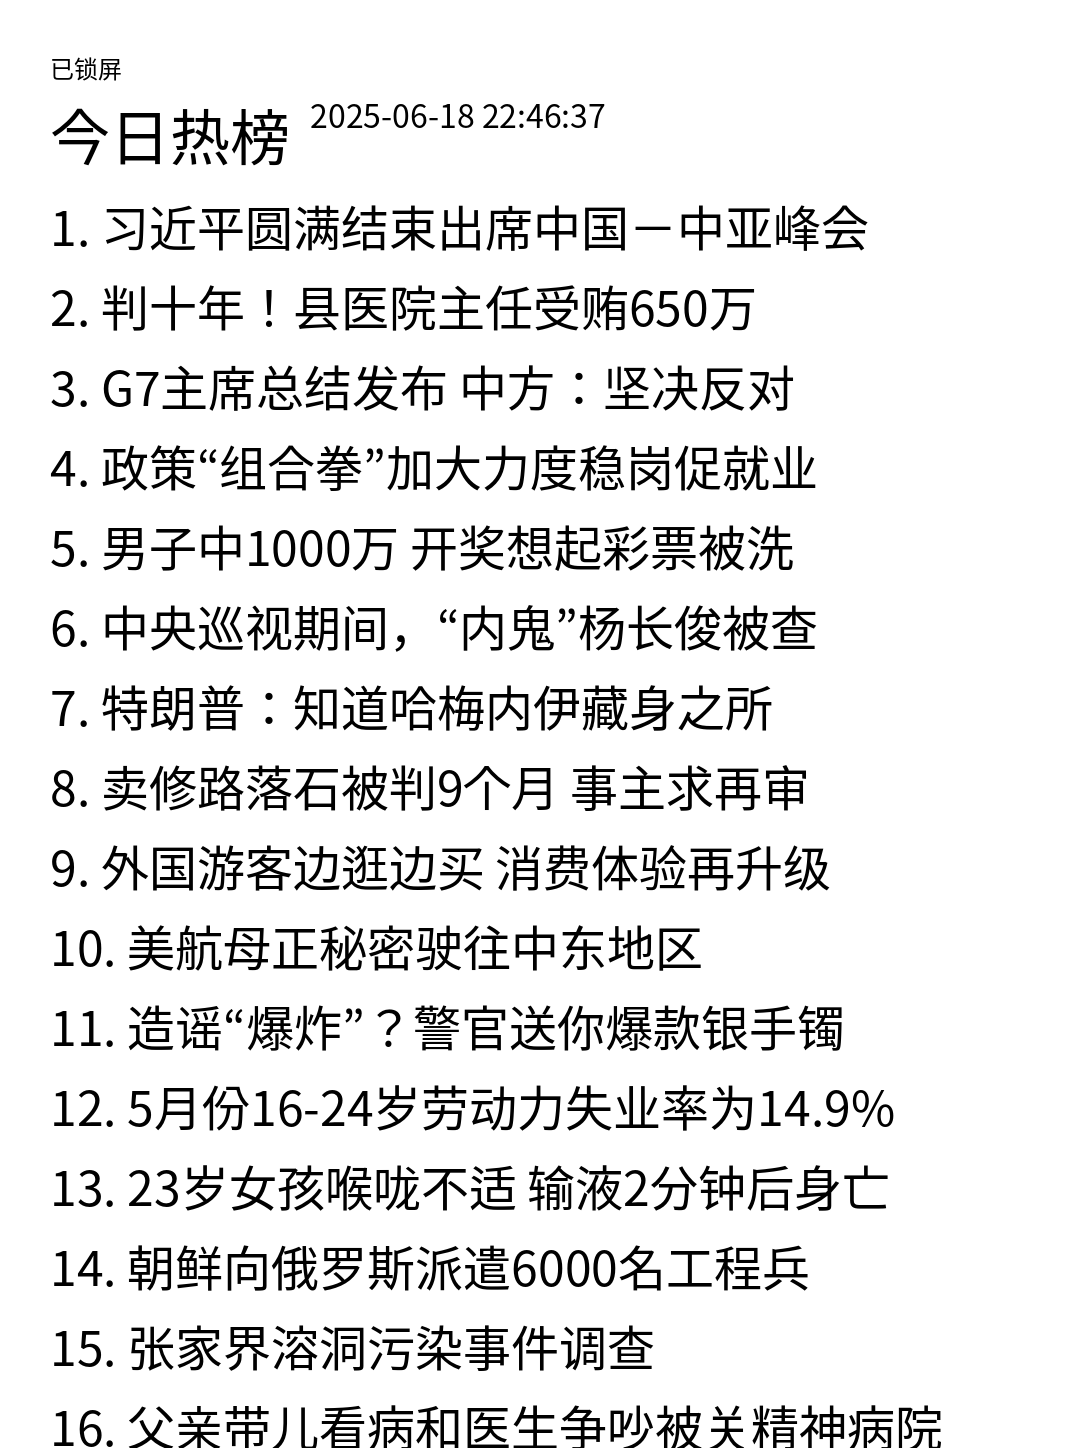 已锁屏
今日热榜 2025-06-18 22:46:37
1. 习近平圆满结束出席中国－中亚峰会
2. 判十年！县医院主任受贿650万
3. G7主席总结发布 中方：坚决反对
4. 政策“组合拳”加大力度稳岗促就业
5. 男子中1000万 开奖想起彩票被洗
6. 中央巡视期间，“内鬼”杨长俊被查
7. 特朗普：知道哈梅内伊藏身之所
8. 卖修路落石被判9个月 事主求再审
9. 外国游客边逛边买 消费体验再升级
10. 美航母正秘密驶往中东地区
11. 造谣“爆炸”？警官送你爆款银手镯
12. 5月份16-24岁劳动力失业率为14.9%
13. 23岁女孩喉咙不适 输液2分钟后身亡
14. 朝鲜向俄罗斯派遣6000名工程兵
15. 张家界溶洞污染事件调查
16. 父亲带儿看病和医生争吵被关精神病院